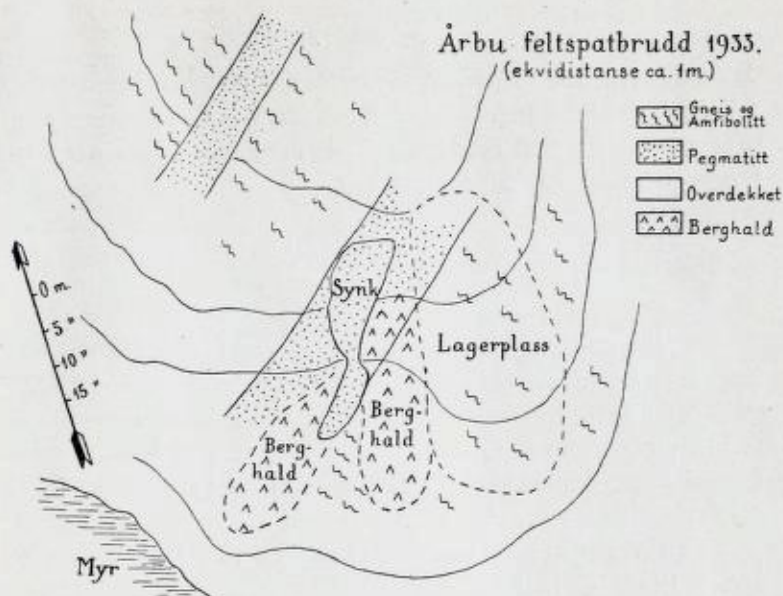 Årbu feltspatbrudd 1933.
(ekvidistanse ca. 1m.)
Gneis og
Amfibolitt
Pegmatitt
Overdekket
Berghald
0 m.
5 "
10 "
15 "
Synk
Lagerplass
Berg-
hald
Berg-
hald
Myr